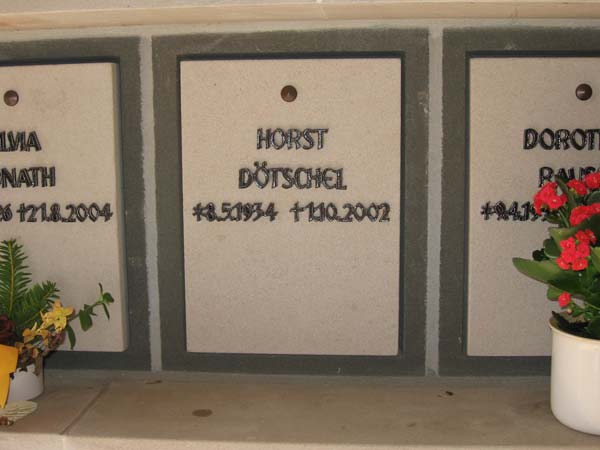 HORST
DÖTSCHEL
*8.5.1934 †1.10.2002
LVIA
NATH
6 †21.8.2004
DOROT
*9.4.1